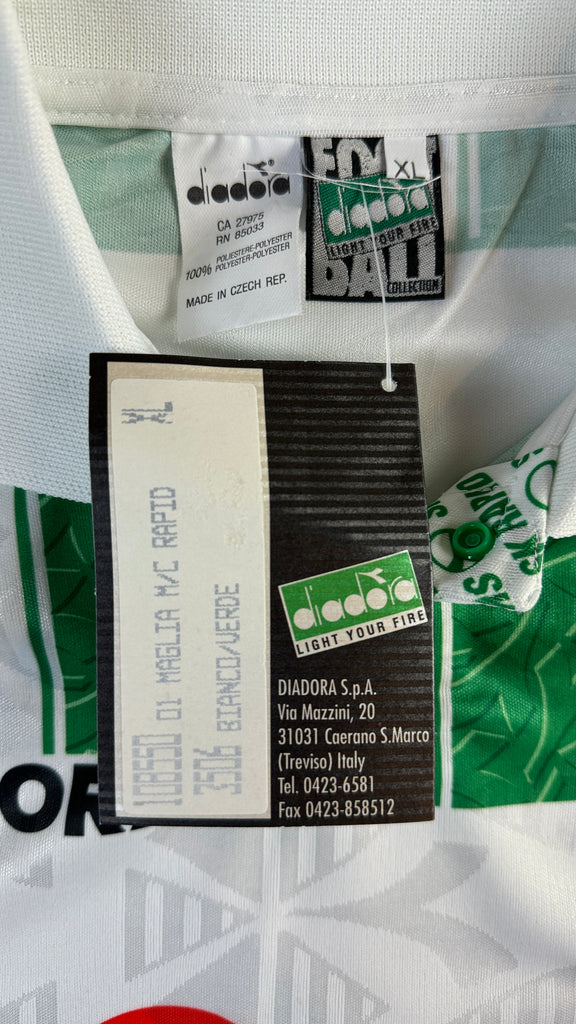 diadora
CA 27975
RN 85033
100% POLIESTERE-POLYESTER
POLYESTER-POLYESTER
MADE IN CZECH REP.
XL
diadora
LIGHT YOUR FIRE
BALL
COLLECTION
XL
108550 01 MAGLIA M/C RAPID
3506 BIANCO/VERDE
diadora
LIGHT YOUR FIRE
DIADORA S.p.A.
Via Mazzini, 20
31031 Caerano S.Marco
(Treviso) Italy
Tel. 0423-6581
Fax 0423-858512
SK RAPID